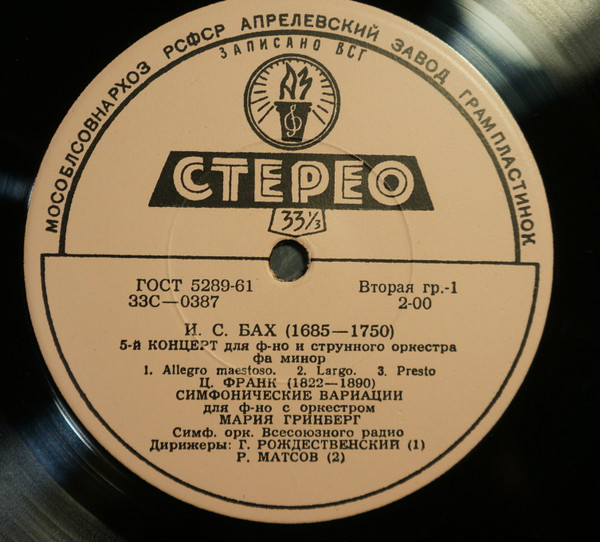 МОСОБЛСОВНАРХОЗ РСФСР АПРЕЛЕВСКИЙ ЗАВОД ГРАМПЛАСТИНОК
ЗАПИСАНО ВСГ
АЗ
СТЕРЕО
33⅓
ГОСТ 5289-61
Вторая гр.-1
33С—0387
2-00
И. С. БАХ (1685—1750)
5-й КОНЦЕРТ для ф-но и струнного оркестра
фа минор
1. Allegro maestoso. 2. Largo. 3. Presto
Ц. ФРАНК (1822—1890)
СИМФОНИЧЕСКИЕ ВАРИАЦИИ
для ф-но с оркестром
МАРИЯ ГРИНБЕРГ
Симф. орк. Всесоюзного радио
Дирижеры: Г. РОЖДЕСТВЕНСКИЙ (1)
Р. МАТСОВ (2)